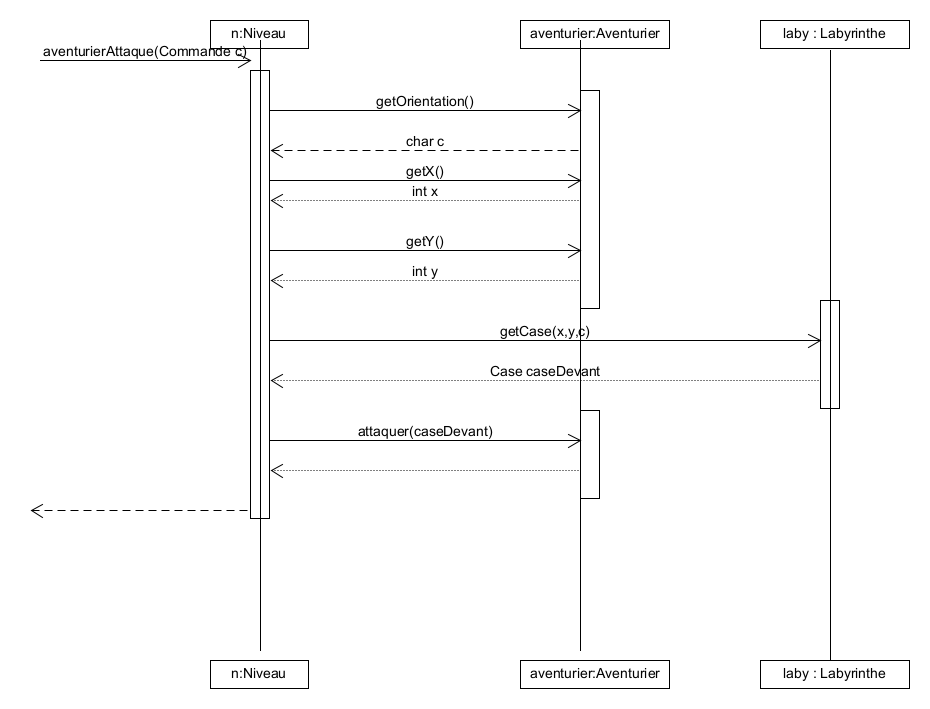 n:Niveau
aventurier:Aventurier
laby : Labyrinthe
aventurierAttaque(Commande c)
getOrientation()
char c
getX()
int x
getY()
int y
getCase(x,y,c)
Case caseDevant
attaquer(caseDevant)
n:Niveau
aventurier:Aventurier
laby : Labyrinthe